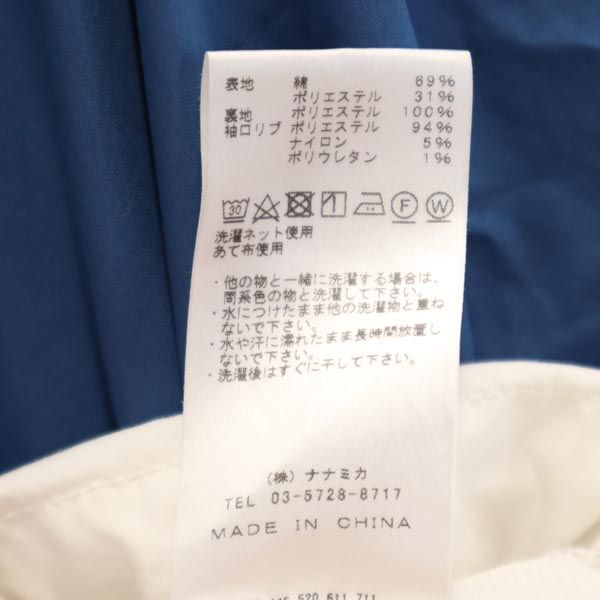 表地 綿 69%
ポリエステル 31%
裏地 ポリエステル 100%
袖口リブ ポリエステル 94%
ナイロン 5%
ポリウレタン 1%
30 F W
洗濯ネット使用
あて布使用
・他の物と一緒に洗濯する場合は、
同系色の物と洗濯して下さい。
・水につけたまま他の洗濯物と重ね
ないで下さい。
・水や汗に濡れたまま長時間放置し
ないで下さい。
・洗濯後はすぐに干して下さい。
(株) ナナミカ
TEL 03-5728-8717
MADE IN CHINA
520 611 711